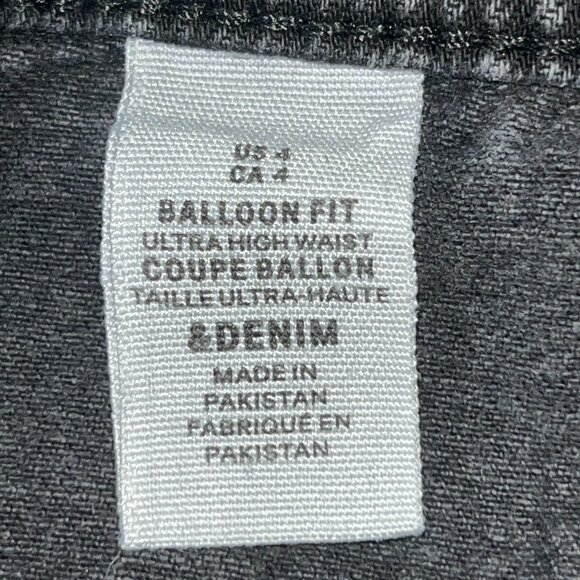 US 4
CA 4
BALLOON FIT
ULTRA HIGH WAIST
COUPE BALLON
TAILLE ULTRA-HAUTE
&DENIM
MADE IN
PAKISTAN
FABRIQUÉ EN
PAKISTAN